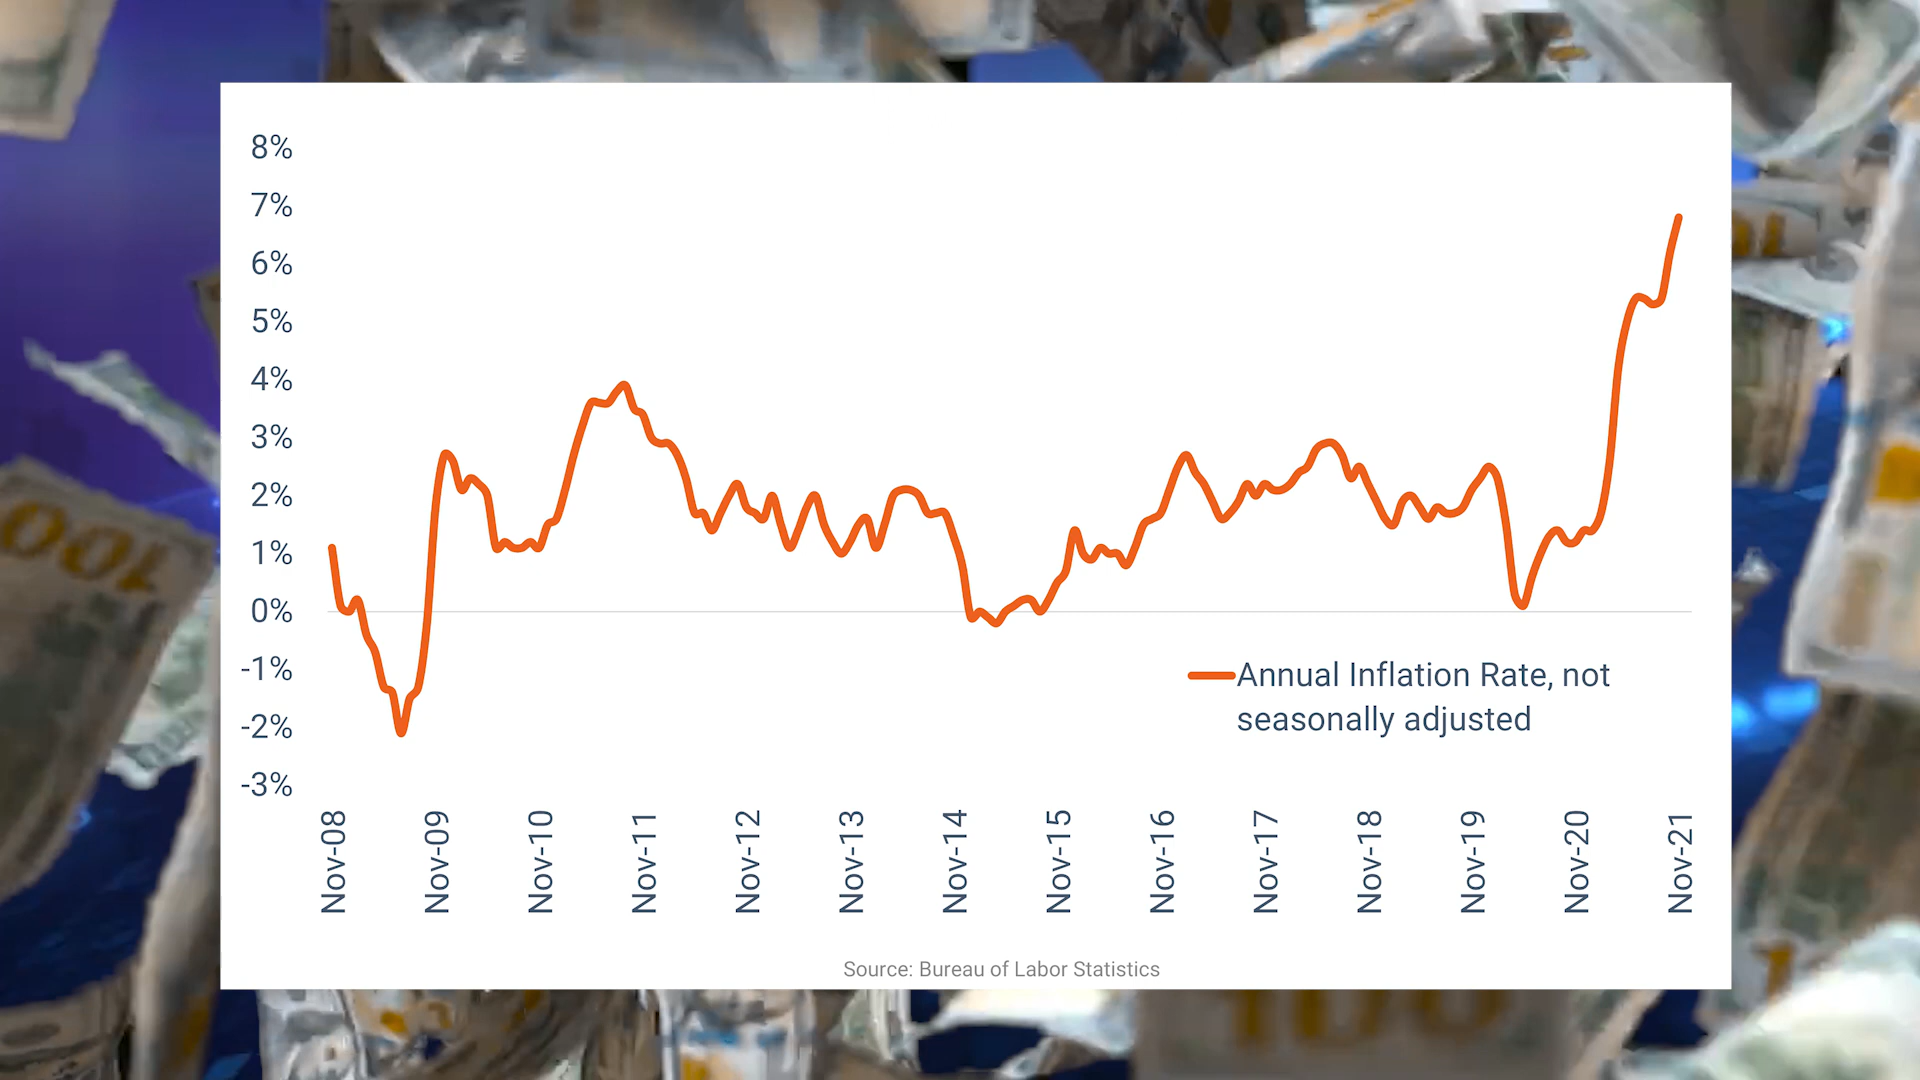 8%
7%
6%
5%
4%
3%
2%
1%
0%
-1%
-2%
-3%
Annual Inflation Rate, not
seasonally adjusted
Nov-08
Nov-09
Nov-10
Nov-11
Nov-12
Nov-13
Nov-14
Nov-15
Nov-16
Nov-17
Nov-18
Nov-19
Nov-20
Nov-21
Source: Bureau of Labor Statistics
100
100